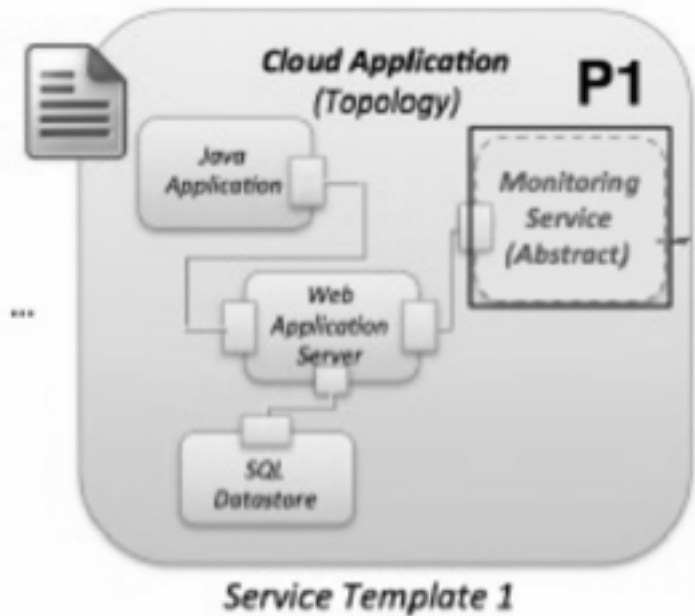 Cloud Application
(Topology)
P1
Java
Application
Monitoring
Service
(Abstract)
Web
Application
Server
...
SQL
Datastore
Service Template 1